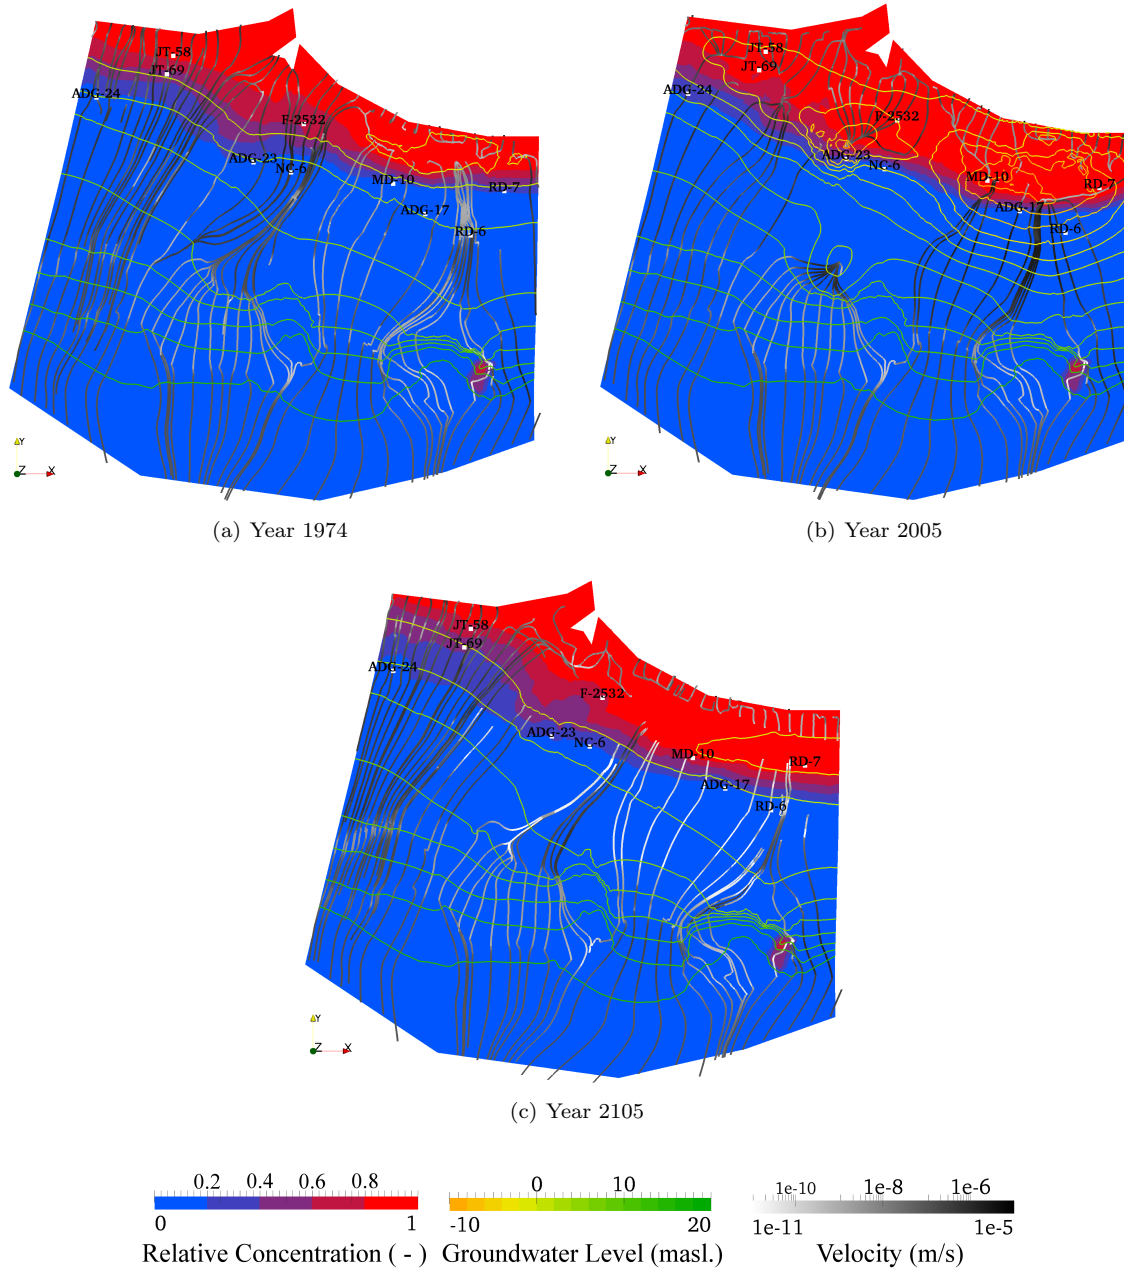 JT-58
JT-69
ADG-24
F-2532
ADG-23
NC-6
MD-10
RD-7
ADG-17
RD-6
Y
Z X
(a) Year 1974
JT-58
JT-69
ADG-24
F-2532
ADG-23
NC-6
MD-10
RD-7
ADG-17
RD-6
Y
Z X
(b) Year 2005
JT-58
JT-69
ADG-24
F-2532
ADG-23
NC-6
MD-10
RD-7
ADG-17
RD-6
Y
Z X
(c) Year 2105
0.2 0.4 0.6 0.8
0 1
Relative Concentration ( - )
0 10
-10 20
Groundwater Level (masl.)
1e-10 1e-8 1e-6
1e-11 1e-5
Velocity (m/s)